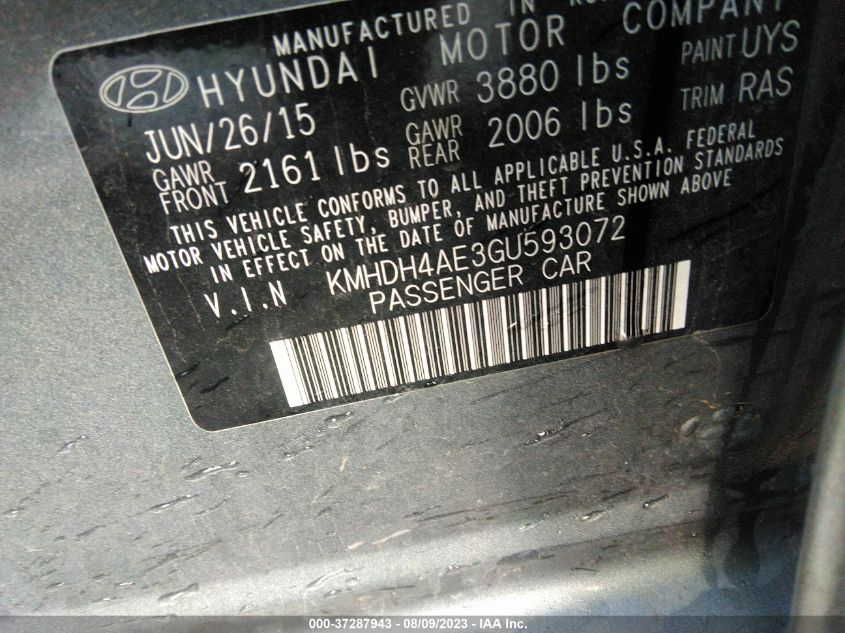 MANUFACTURED IN
HYUNDAI MOTOR COMPANY
JUN/26/15 GVWR 3880 lbs PAINT UYS
GAWR FRONT 2161 lbs GAWR REAR 2006 lbs TRIM RAS
THIS VEHICLE CONFORMS TO ALL APPLICABLE U.S.A. FEDERAL
MOTOR VEHICLE SAFETY, BUMPER, AND THEFT PREVENTION STANDARDS
IN EFFECT ON THE DATE OF MANUFACTURE SHOWN ABOVE
V.I.N KMHDH4AE3GU593072
PASSENGER CAR
000-37287943 - 08/09/2023 - IAA Inc.